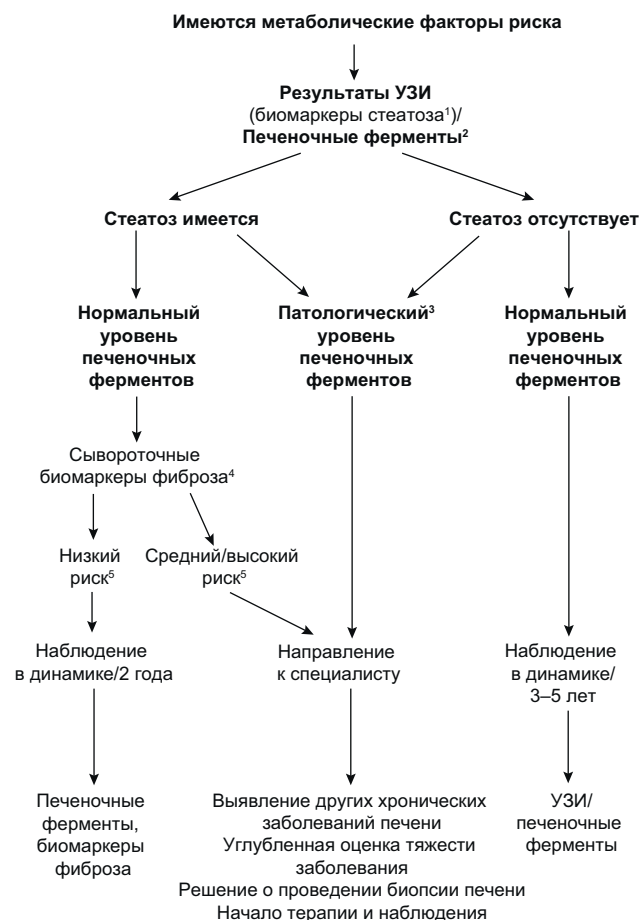 Имеются метаболические факторы риска
Результаты УЗИ
(биомаркеры стеатоза¹)/
Печеночные ферменты²
Стеатоз имеется
Стеатоз отсутствует
Нормальный
уровень
печеночных
ферментов
Патологический³
уровень
печеночных
ферментов
Нормальный
уровень
печеночных
ферментов
Сывороточные
биомаркеры фиброза⁴
Низкий
риск⁵
Средний/высокий
риск⁵
Наблюдение
в динамике/2 года
Направление
к специалисту
Наблюдение
в динамике/
3–5 лет
Печеночные
ферменты,
биомаркеры
фиброза
Выявление других хронических
заболеваний печени
Углубленная оценка тяжести
заболевания
Решение о проведении биопсии печени
Начало терапии и наблюдения
УЗИ/
печеночные
ферменты